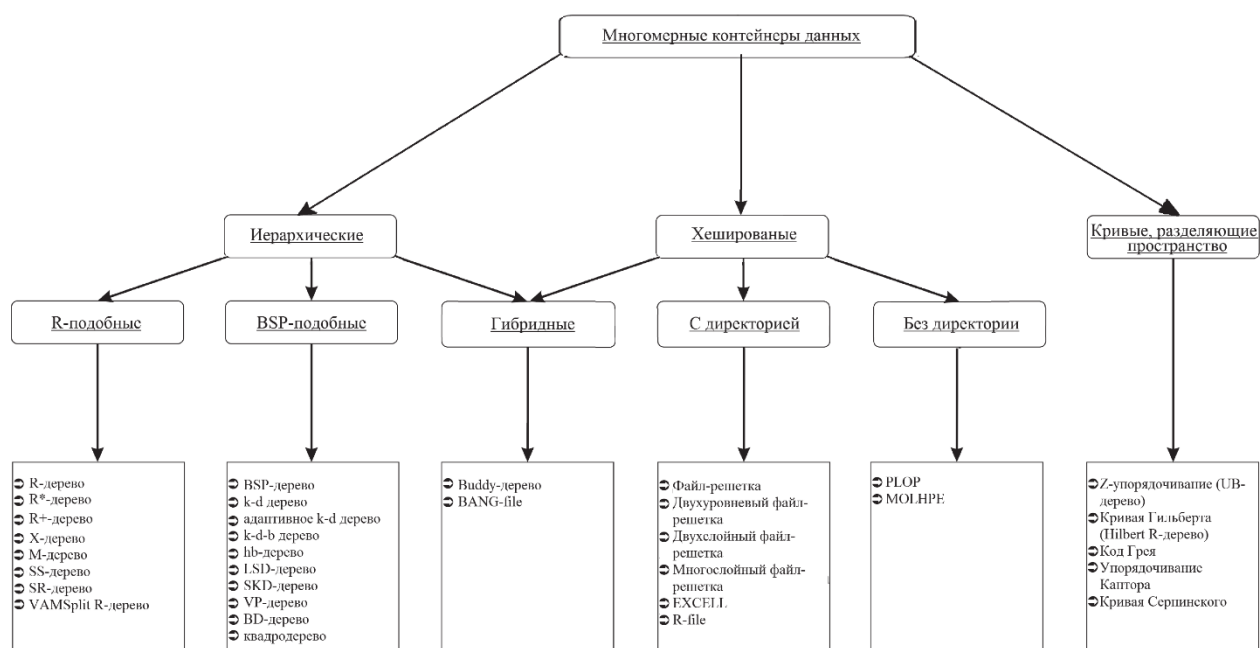 Многомерные контейнеры данных
Иерархические
Хешированые
Кривые, разделяющие
пространство
R-подобные
BSP-подобные
Гибридные
С директорией
Без директории
R-дерево
R*-дерево
R+-дерево
X-дерево
M-дерево
SS-дерево
SR-дерево
VAMSplit R-дерево
BSP-дерево
k-d дерево
адаптивное k-d дерево
k-d-b дерево
hb-дерево
LSD-дерево
SKD-дерево
VP-дерево
BD-дерево
квадродерево
Buddy-дерево
BANG-file
Файл-решетка
Двухуровневый файл-
решетка
Двухслойный файл-
решетка
Многослойный файл-
решетка
EXCELL
R-file
PLOP
MOLHPE
Z-упорядочивание (UB-
дерево)
Кривая Гильберта
(Hilbert R-дерево)
Код Грея
Упорядочивание
Каптора
Кривая Серпинского